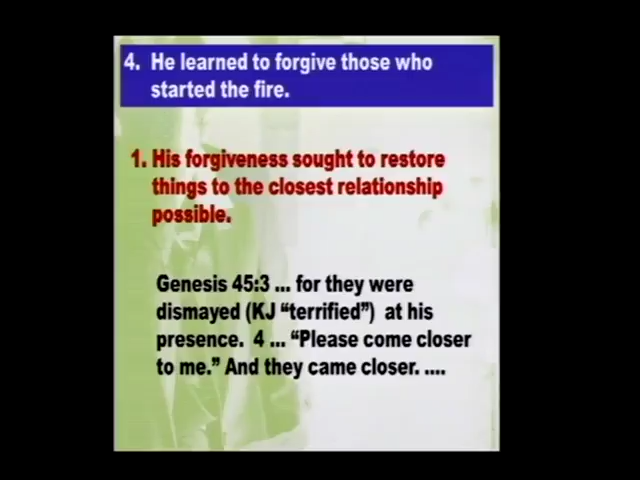 4. He learned to forgive those who
started the fire.
1. His forgiveness sought to restore
things to the closest relationship
possible.
Genesis 45:3 ... for they were
dismayed (KJ “terrified”) at his
presence. 4 ... “Please come closer
to me.” And they came closer. ....